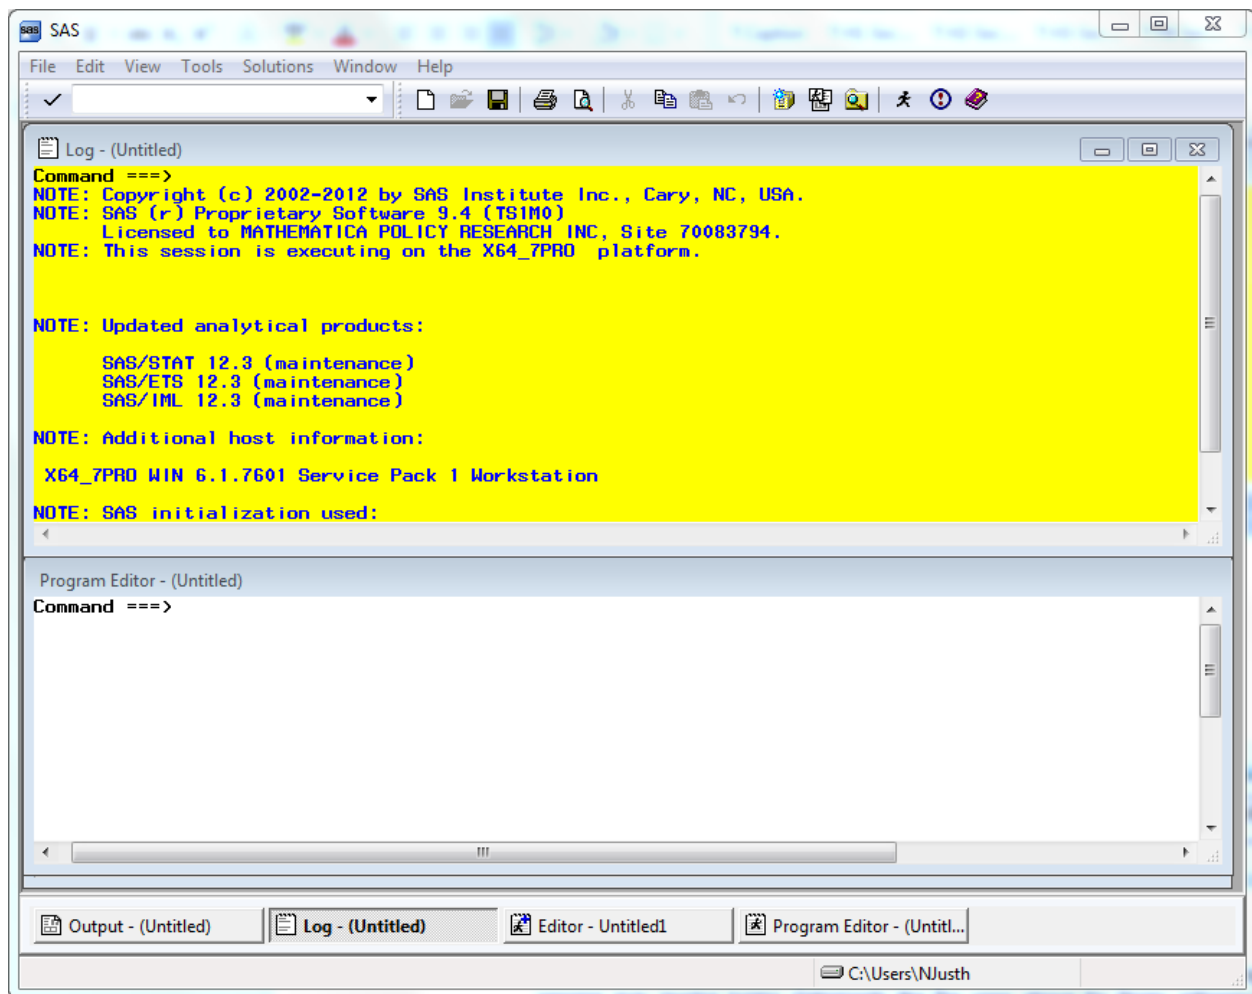 SAS
File Edit View Tools Solutions Window Help
Log - (Untitled)
Command ===>
NOTE: Copyright (c) 2002-2012 by SAS Institute Inc., Cary, NC, USA.
NOTE: SAS (r) Proprietary Software 9.4 (TS1M0)
Licensed to MATHEMATICA POLICY RESEARCH INC, Site 70083794.
NOTE: This session is executing on the X64_7PRO  platform.
NOTE: Updated analytical products:
SAS/STAT 12.3 (maintenance)
SAS/ETS 12.3 (maintenance)
SAS/IML 12.3 (maintenance)
NOTE: Additional host information:
X64_7PRO WIN 6.1.7601 Service Pack 1 Workstation
NOTE: SAS initialization used:
Program Editor - (Untitled)
Command ===>
Output - (Untitled) Log - (Untitled) Editor - Untitled1 Program Editor - (Untitl...
C:\Users\NJusth